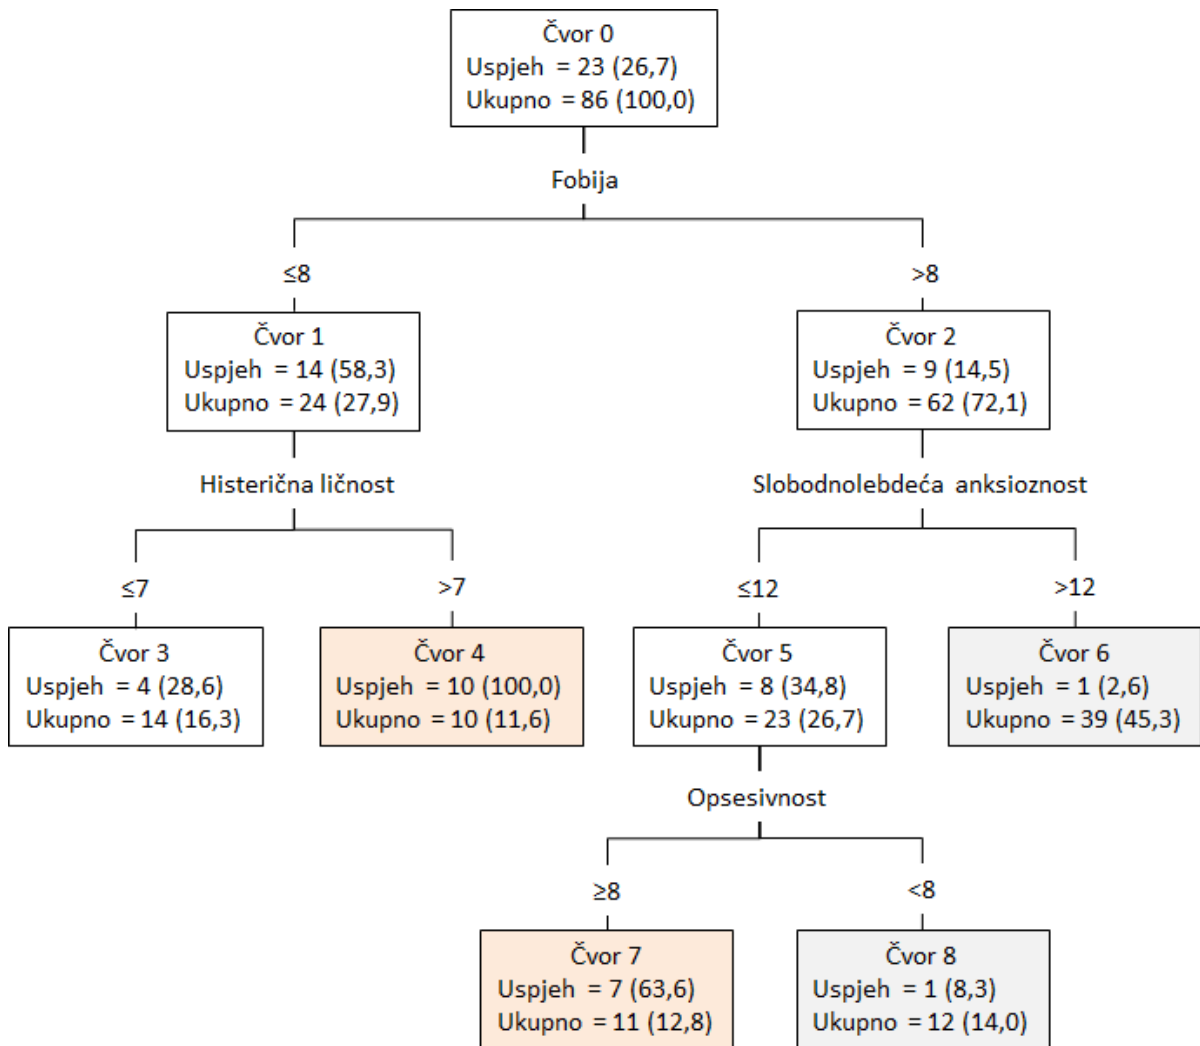 Čvor 0
Uspjeh = 23 (26,7)
Ukupno = 86 (100,0)
Fobija
≤8
>8
Čvor 1
Uspjeh = 14 (58,3)
Ukupno = 24 (27,9)
Čvor 2
Uspjeh = 9 (14,5)
Ukupno = 62 (72,1)
Histerična ličnost
Slobodnolebdeća anksioznost
≤7
>7
≤12
>12
Čvor 3
Uspjeh = 4 (28,6)
Ukupno = 14 (16,3)
Čvor 4
Uspjeh = 10 (100,0)
Ukupno = 10 (11,6)
Čvor 5
Uspjeh = 8 (34,8)
Ukupno = 23 (26,7)
Čvor 6
Uspjeh = 1 (2,6)
Ukupno = 39 (45,3)
Opsesivnost
≥8
<8
Čvor 7
Uspjeh = 7 (63,6)
Ukupno = 11 (12,8)
Čvor 8
Uspjeh = 1 (8,3)
Ukupno = 12 (14,0)